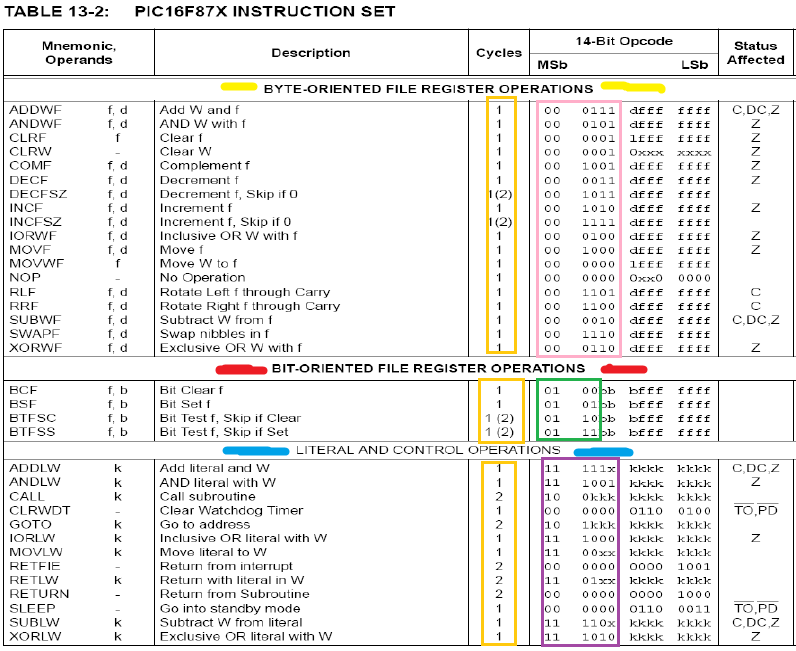 TABLE 13-2: PIC16F87X INSTRUCTION SET
Mnemonic, Operands Description Cycles 14-Bit Opcode Status Affected
MSb LSb
BYTE-ORIENTED FILE REGISTER OPERATIONS
ADDWF f, d Add W and f 1 00 0111 dfff ffff C,DC,Z
ANDWF f, d AND W with f 1 00 0101 dfff ffff Z
CLRF f Clear f 1 00 0001 lfff ffff Z
CLRW - Clear W 1 00 0001 0xxx xxxx Z
COMF f, d Complement f 1 00 1001 dfff ffff Z
DECF f, d Decrement f 1 00 0011 dfff ffff Z
DECFSZ f, d Decrement f, Skip if 0 1(2) 00 1011 dfff ffff
INCF f, d Increment f 1 00 1010 dfff ffff Z
INCFSZ f, d Increment f, Skip if 0 1(2) 00 1111 dfff ffff
IORWF f, d Inclusive OR W with f 1 00 0100 dfff ffff Z
MOVF f, d Move f 1 00 1000 dfff ffff Z
MOVWF f Move W to f 1 00 0000 lfff ffff
NOP - No Operation 1 00 0000 0xx0 0000
RLF f, d Rotate Left f through Carry 1 00 1101 dfff ffff C
RRF f, d Rotate Right f through Carry 1 00 1100 dfff ffff C
SUBWF f, d Subtract W from f 1 00 0010 dfff ffff C,DC,Z
SWAPF f, d Swap nibbles in f 1 00 1110 dfff ffff
XORWF f, d Exclusive OR W with f 1 00 0110 dfff ffff Z
BIT-ORIENTED FILE REGISTER OPERATIONS
BCF f, b Bit Clear f 1 01 00bb bfff ffff
BSF f, b Bit Set f 1 01 01bb bfff ffff
BTFSC f, b Bit Test f, Skip if Clear 1 (2) 01 10bb bfff ffff
BTFSS f, b Bit Test f, Skip if Set 1 (2) 01 11bb bfff ffff
LITERAL AND CONTROL OPERATIONS
ADDLW k Add literal and W 1 11 111x kkkk kkkk C,DC,Z
ANDLW k AND literal with W 1 11 1001 kkkk kkkk Z
CALL k Call subroutine 2 10 0kkk kkkk kkkk
CLRWDT - Clear Watchdog Timer 1 00 0000 0110 0100 TO,PD
GOTO k Go to address 2 10 1kkk kkkk kkkk
IORLW k Inclusive OR literal with W 1 11 1000 kkkk kkkk Z
MOVLW k Move literal to W 1 11 00xx kkkk kkkk
RETFIE - Return from interrupt 2 00 0000 0000 1001
RETLW k Return with literal in W 2 11 01xx kkkk kkkk
RETURN - Return from Subroutine 2 00 0000 0000 1000
SLEEP - Go into standby mode 1 00 0000 0110 0011 TO,PD
SUBLW k Subtract W from literal 1 11 110x kkkk kkkk C,DC,Z
XORLW k Exclusive OR literal with W 1 11 1010 kkkk kkkk Z